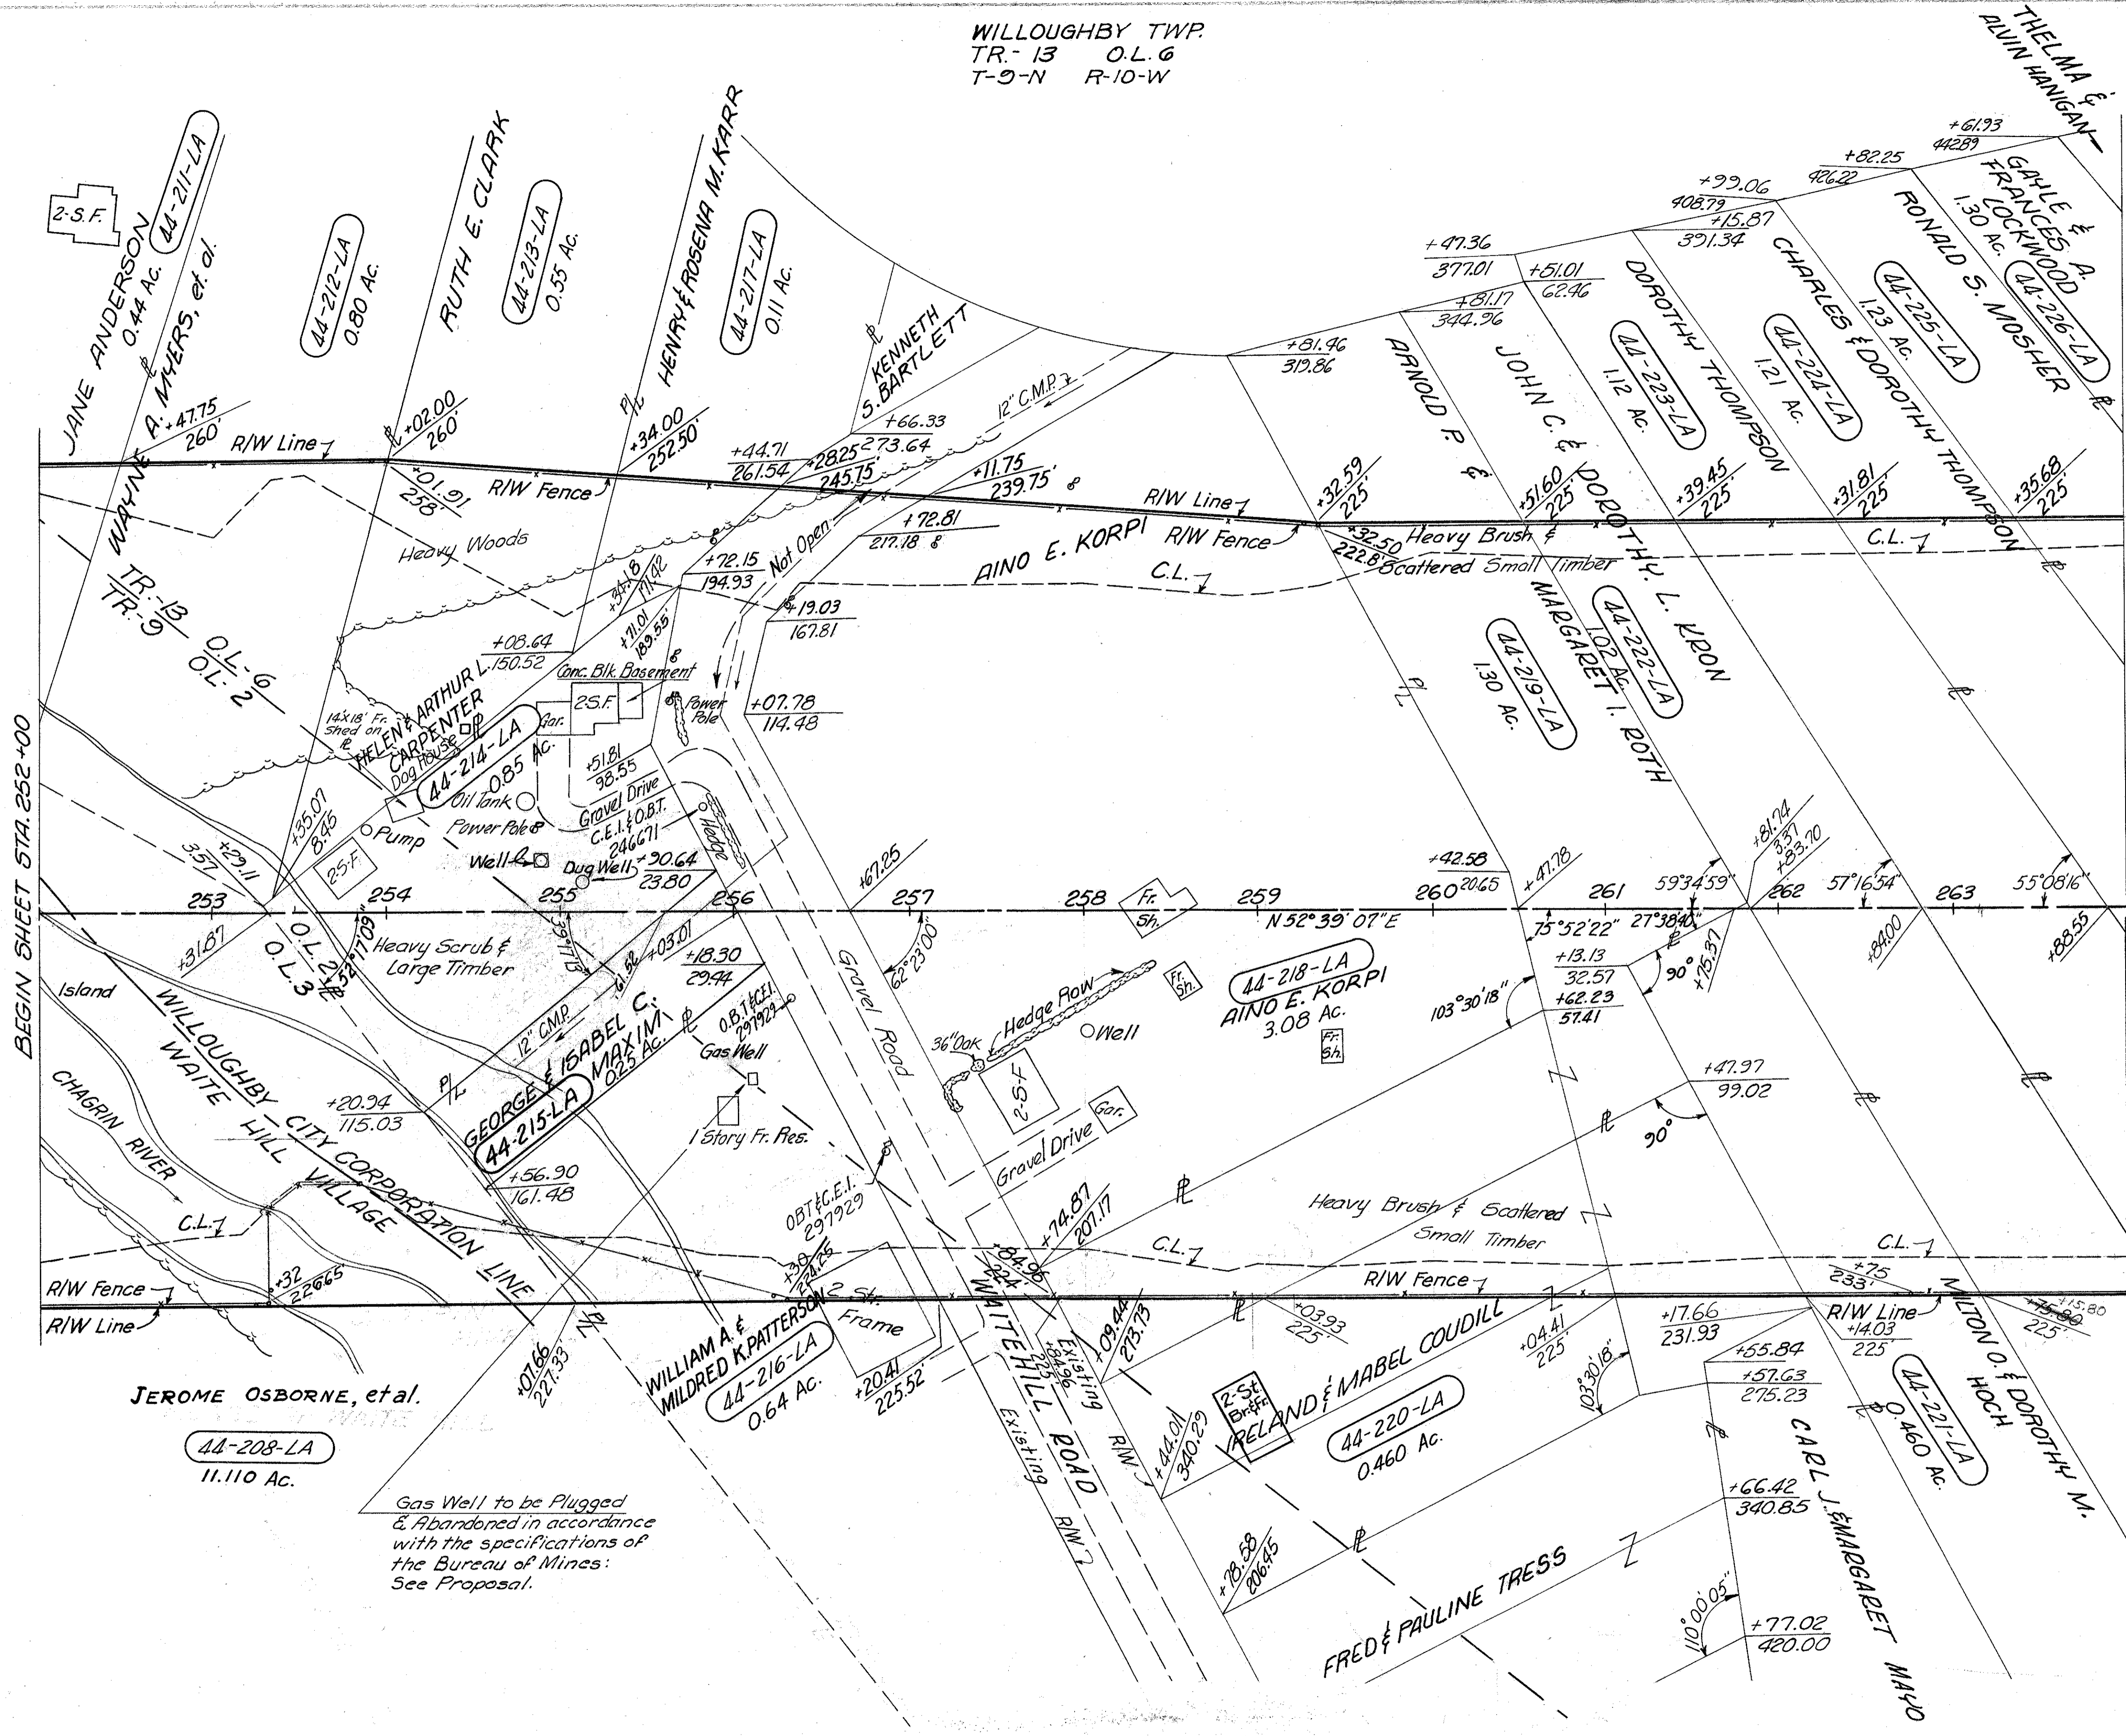 WILLOUGHBY TWP.
TR.- 13 O.L. 6
T-9-N R-10-W
THELMA &
ALVIN HANIGAN
2-S.F.
JANE ANDERSON
0.44 Ac.
44-211-LA
WAYNE A. MYERS, et. al.
44-212-LA
0.80 Ac.
RUTH E. CLARK
44-213-LA
0.55 Ac.
HENRY & ROSENA M. KARR
44-217-LA
0.11 Ac.
KENNETH
S. BARTLETT
12" C.M.P.
+61.93
442.89
+82.25
426.22
+99.06
408.79
+15.87
391.34
+47.36
377.01
+51.01
62.46
+81.17
344.96
+81.46
319.86
GAYLE &
FRANCES A.
LOCKWOOD
1.30 Ac.
44-226-LA
RONALD S. MOSHER
44-225-LA
1.23 Ac.
CHARLES & DOROTHY THOMPSON
44-224-LA
1.21 Ac.
DOROTHY THOMPSON
44-223-LA
1.12 Ac.
JOHN C. & DOROTHY L. KRON
44-222-LA
1.02 Ac.
ARNOLD P. &
MARGARET I. ROTH
44-219-LA
1.30 Ac.
+47.75
260'
R/W Line
+02.00
260'
+01.91
258'
R/W Fence
+34.00
252.50'
+44.71
261.54
+28.25
245.75'
+66.33
273.64
+11.75
239.75'
R/W Line
+72.81
217.18
AINO E. KORPI
R/W Fence
+32.59
225'
+32.50
222.8
+51.60
225'
+39.45
225'
+31.81
225'
+35.68
225'
Heavy Brush &
Scattered Small Timber
C.L.
C.L.
Heavy Woods
Not Open
+34.18
171.42
+72.15
194.93
+71.01
189.55'
+19.03
167.81
TR.-13
TR.-9
O.L.-6
O.L. 2
+08.64
150.52
Conc. Blk. Basement
2-S.F.
Gar.
Power
Pole
+07.78
114.48
14'X18' Fr.
Shed on
HELEN & ARTHUR L.
CARPENTER
Dog House
44-214-LA
0.85 Ac.
Oil Tank
Pump
Power Pole
+51.81
98.55
Gravel Drive
C.E.I. & O.B.T.
246671
Hedge
Well
Dug Well
+90.64
23.80
2-S-F.
+35.07
8.45
+29.11
3.57
+67.25
+42.58
20.65
+47.78
59°34'59"
+81.74
3.37
+83.70
57°16'54"
55°08'16"
BEGIN SHEET STA. 252+00
253 254 255 256 257 258 259 260 261 262 263
Fr.
Sh.
N 52° 39' 07" E
+31.87
O.L. 2
O.L. 3
52°17'09"
Heavy Scrub &
Large Timber
39°17'13"
61.52
+03.01
+18.30
29.44
62°23'00"
Gravel Road
75°52'22"
27°38'40"
+13.13
32.57
+62.23
57.41
90°
+75.37
103°30'18"
+84.00
+88.55
Island
WILLOUGHBY CITY CORPORATION LINE
WAITE HILL VILLAGE
CHAGRIN RIVER
12" C.M.P.
GEORGE & ISABEL C.
MAXIM
0.25 Ac.
44-215-LA
O.B.T. & C.E.I.
297929
Gas Well
1 Story Fr. Res.
36" Oak
Hedge Row
Well
Fr.
Sh.
44-218-LA
AINO E. KORPI
3.08 Ac.
Fr.
Sh.
2-S-F
Gar.
Gravel Drive
+47.97
99.02
90°
+20.94
115.03
+56.90
161.48
O.B.T & C.E.I.
297929
+74.87
207.17
Heavy Brush & Scattered
Small Timber
C.L.
C.L.
C.L.
R/W Fence
R/W Line
+32
226.65
+38
224.25
+84.96
224'
R/W Fence
+75
233'
R/W Line
+15.80
+75.80
225'
+07.66
227.33'
WILLIAM A. &
MILDRED K. PATTERSON
44-216-LA
0.64 Ac.
2 St.
Frame
+20.41
225.52'
WAITEHILL ROAD
+84.96
225'
Existing R/W
Existing R/W
+09.44
273.73
+03.93
225'
+04.41
225'
+17.66
231.93
+14.03
225'
+55.84
+57.63
275.23
103°30'18"
MILTON O. & DOROTHY M.
HOCH
44-221-LA
0.460 Ac.
JEROME OSBORNE, et al.
44-208-LA
11.110 Ac.
Gas Well to be Plugged
& Abandoned in accordance
with the specifications of
the Bureau of Mines:
See Proposal.
2-St.
Br.&Fr.
IRELAND & MABEL COUDILL
44-220-LA
0.460 Ac.
+44.01
340.29
+78.58
206.45
FRED & PAULINE TRESS
+66.42
340.85
CARL J. & MARGARET MAYO
110°00'05"
+77.02
420.00